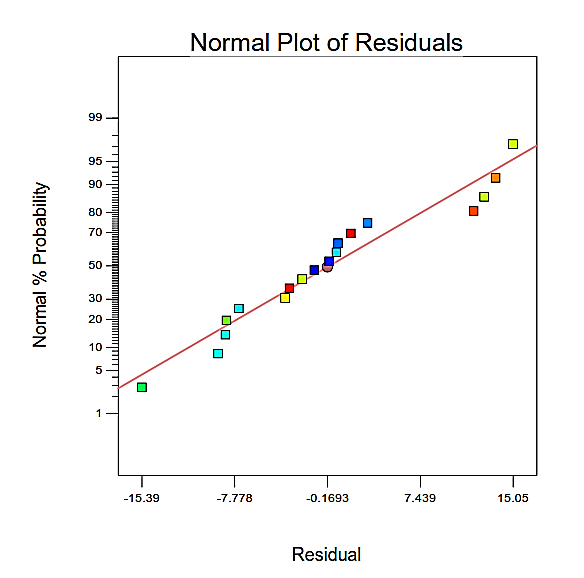 Normal Plot of Residuals
Normal % Probability
99
95
90
80
70
50
30
20
10
5
1
-15.39 -7.778 -0.1693 7.439 15.05
Residual